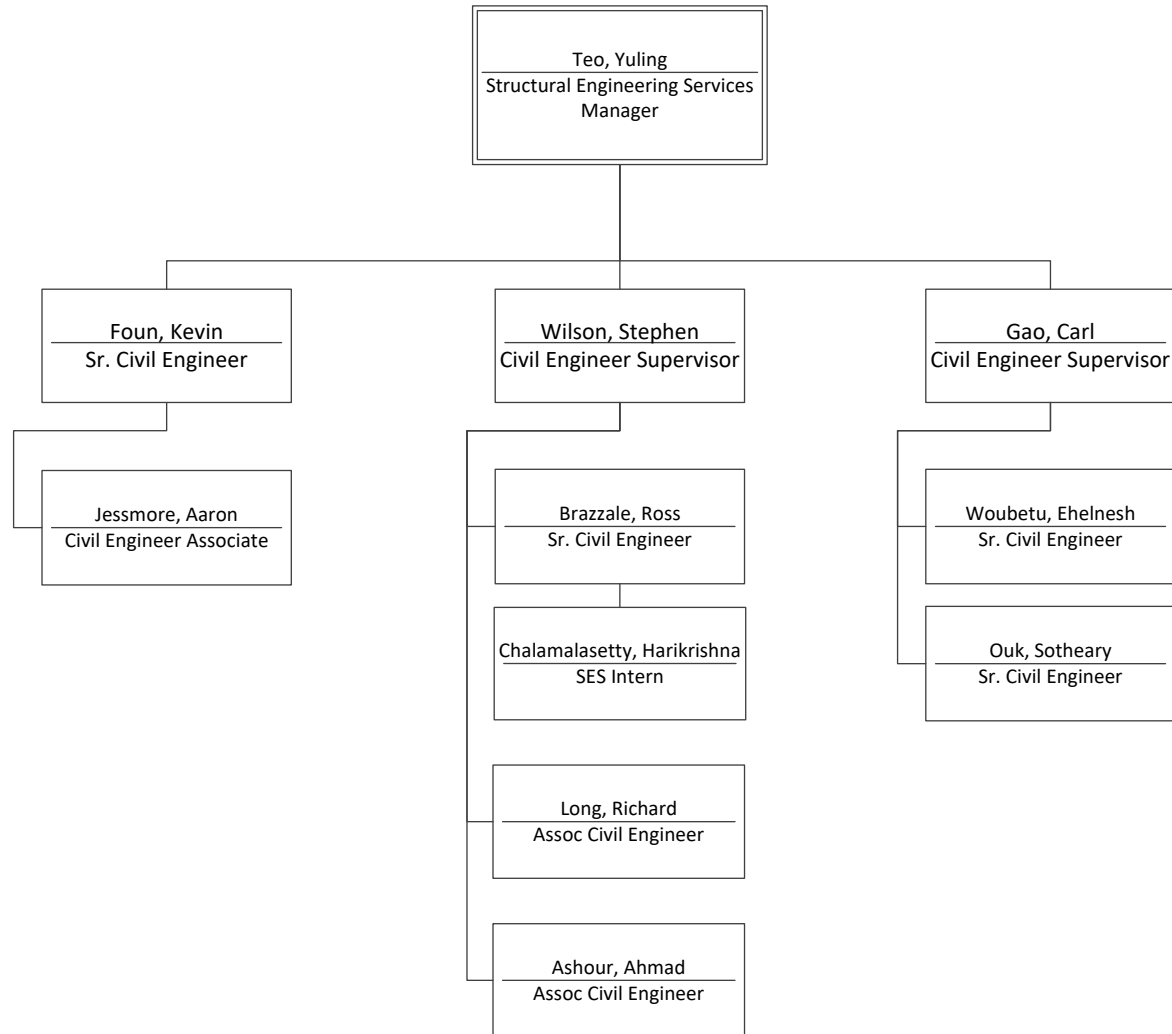 Teo, Yuling
Structural Engineering Services
Manager
Foun, Kevin
Sr. Civil Engineer
Wilson, Stephen
Civil Engineer Supervisor
Gao, Carl
Civil Engineer Supervisor
Jessmore, Aaron
Civil Engineer Associate
Brazzale, Ross
Sr. Civil Engineer
Woubetu, Ehelnesh
Sr. Civil Engineer
Chalamalasetty, Harikrishna
SES Intern
Ouk, Sotheary
Sr. Civil Engineer
Long, Richard
Assoc Civil Engineer
Ashour, Ahmad
Assoc Civil Engineer